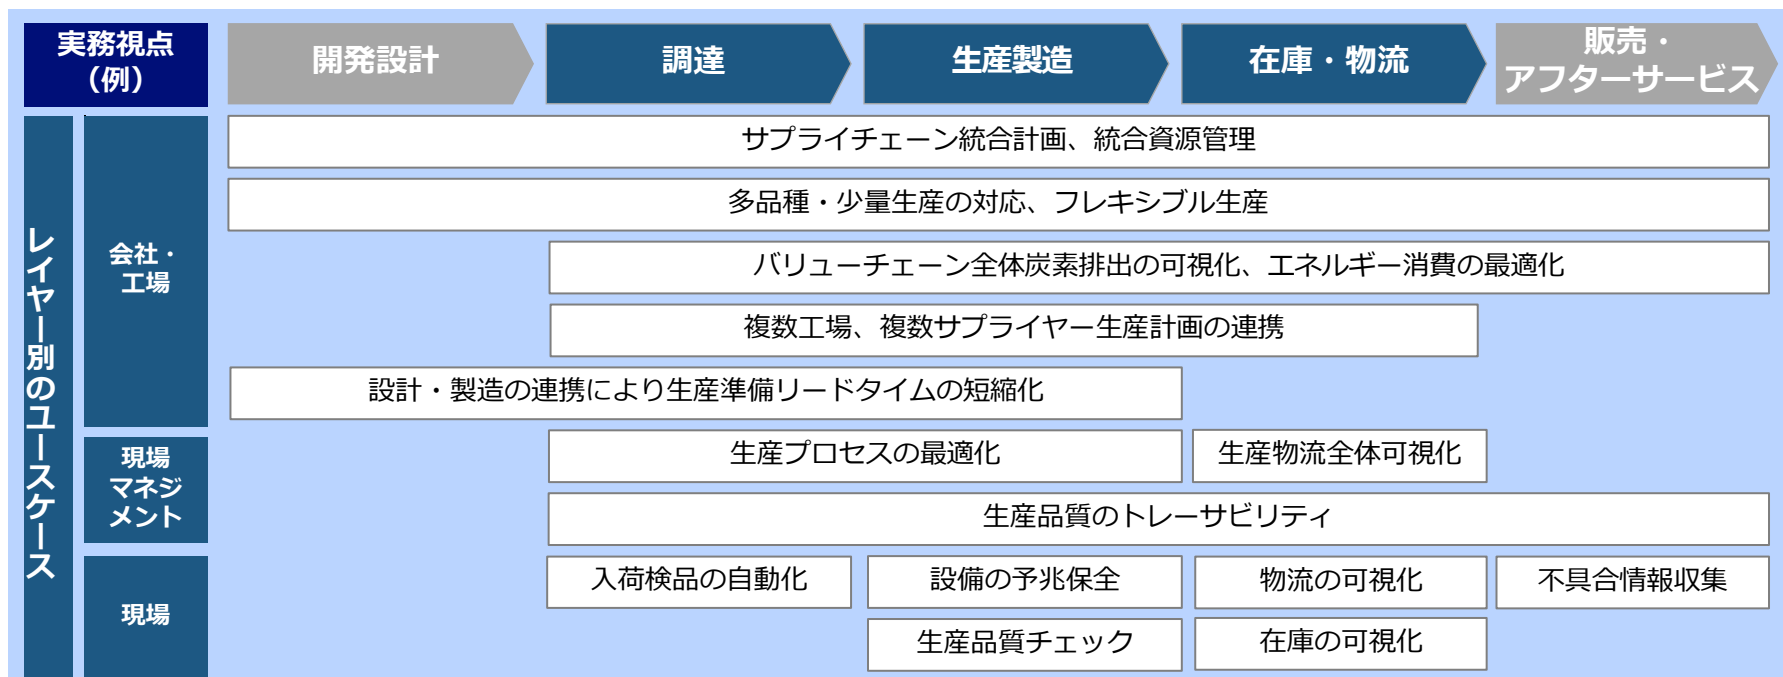 実務視点
（例）
開発設計
調達
生産製造
在庫・物流
販売・
アフターサービス
レイヤー別のユースケース
会社・
工場
サプライチェーン統合計画、統合資源管理
多品種・少量生産の対応、フレキシブル生産
バリューチェーン全体炭素排出の可視化、エネルギー消費の最適化
複数工場、複数サプライヤー生産計画の連携
設計・製造の連携により生産準備リードタイムの短縮化
現場
マネジ
メント
生産プロセスの最適化
生産物流全体可視化
生産品質のトレーサビリティ
現場
入荷検品の自動化
設備の予兆保全
物流の可視化
不具合情報収集
生産品質チェック
在庫の可視化